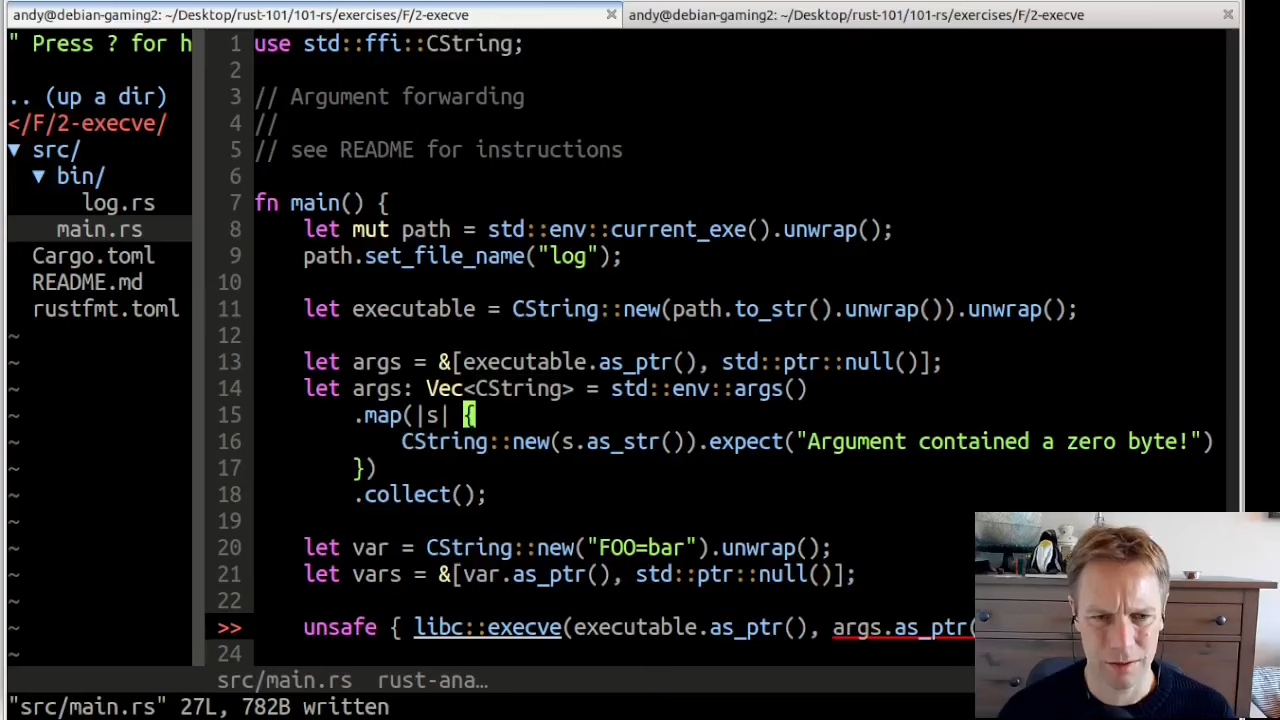 andy@debian-gaming2: ~/Desktop/rust-101/101-rs/exercises/F/2-execve
andy@debian-gaming2: ~/Desktop/rust-101/101-rs/exercises/F/2-execve
" Press ? for h
.. (up a dir)
</F/2-execve/
▼ src/
▼ bin/
log.rs
main.rs
Cargo.toml
README.md
rustfmt.toml
~
~
~
~
~
~
~
~
~
~
~
~
~
1 use std::ffi::CString;
2
3 // Argument forwarding
4 //
5 // see README for instructions
6
7 fn main() {
8     let mut path = std::env::current_exe().unwrap();
9     path.set_file_name("log");
10
11     let executable = CString::new(path.to_str().unwrap()).unwrap();
12
13     let args = &[executable.as_ptr(), std::ptr::null()];
14     let args: Vec<CString> = std::env::args()
15         .map(|s| {
16             CString::new(s.as_str()).expect("Argument contained a zero byte!")
17         })
18         .collect();
19
20     let var = CString::new("FOO=bar").unwrap();
21     let vars = &[var.as_ptr(), std::ptr::null()];
22
>>     unsafe { libc::execve(executable.as_ptr(), args.as_ptr(
24
src/main.rs rust-ana…
"src/main.rs" 27L, 782B written